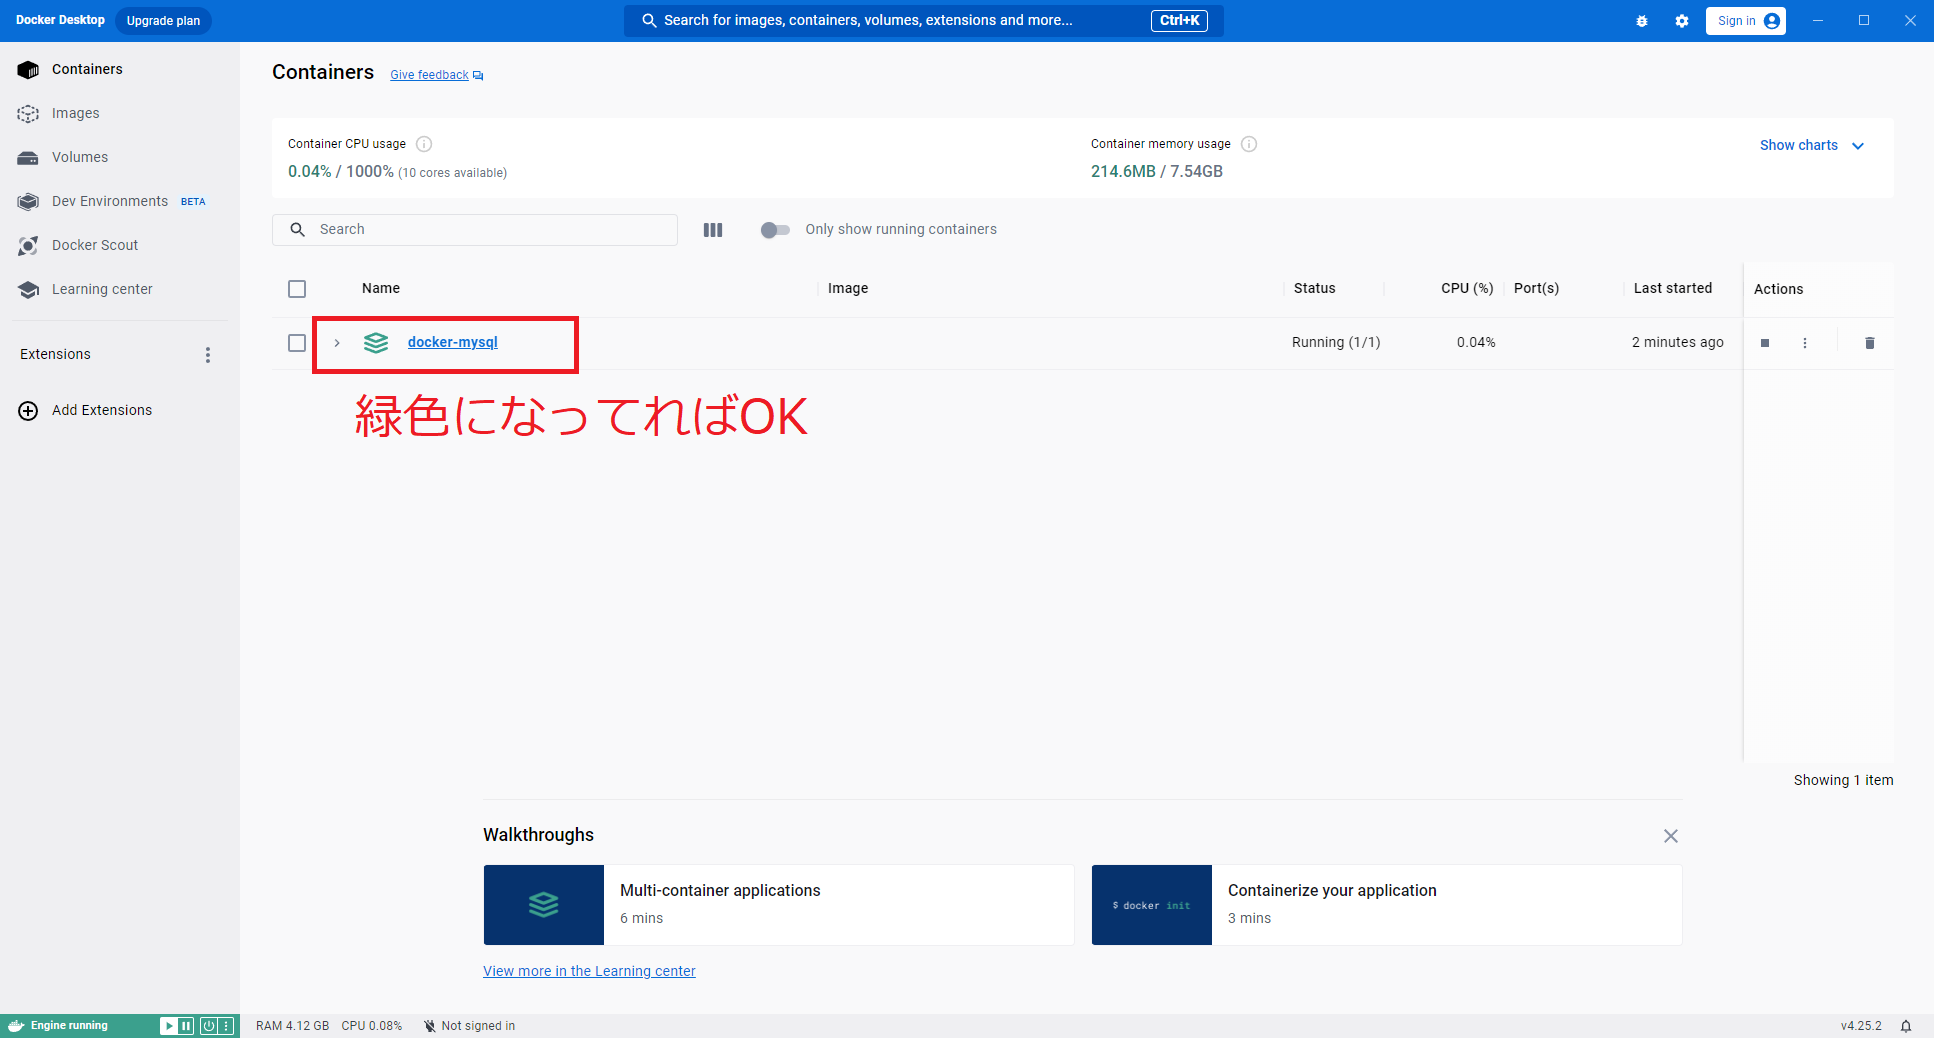 Docker Desktop Upgrade plan Search for images, containers, volumes, extensions and more... Ctrl+K Sign in
Containers
Images
Volumes
Dev Environments BETA
Docker Scout
Learning center
Extensions
Add Extensions
Containers Give feedback
Container CPU usage
0.04% / 1000% (10 cores available)
Container memory usage
214.6MB / 7.54GB
Show charts
Search
Only show running containers
Name Image Status CPU (%) Port(s) Last started Actions
docker-mysql Running (1/1) 0.04% 2 minutes ago
緑色になってればOK
Showing 1 item
Walkthroughs
Multi-container applications
6 mins
$ docker init
Containerize your application
3 mins
View more in the Learning center
Engine running RAM 4.12 GB CPU 0.08% Not signed in v4.25.2